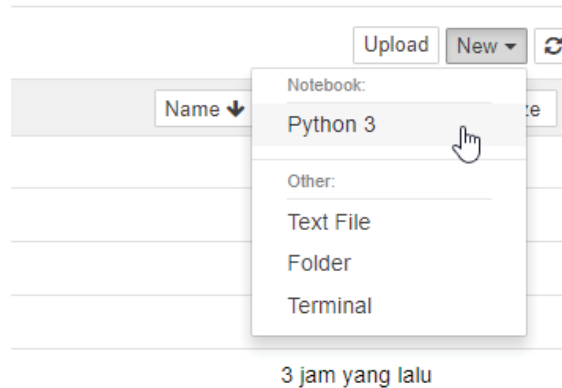 Upload New
Notebook:
Name
Python 3
Other:
Text File
Folder
Terminal
3 jam yang lalu